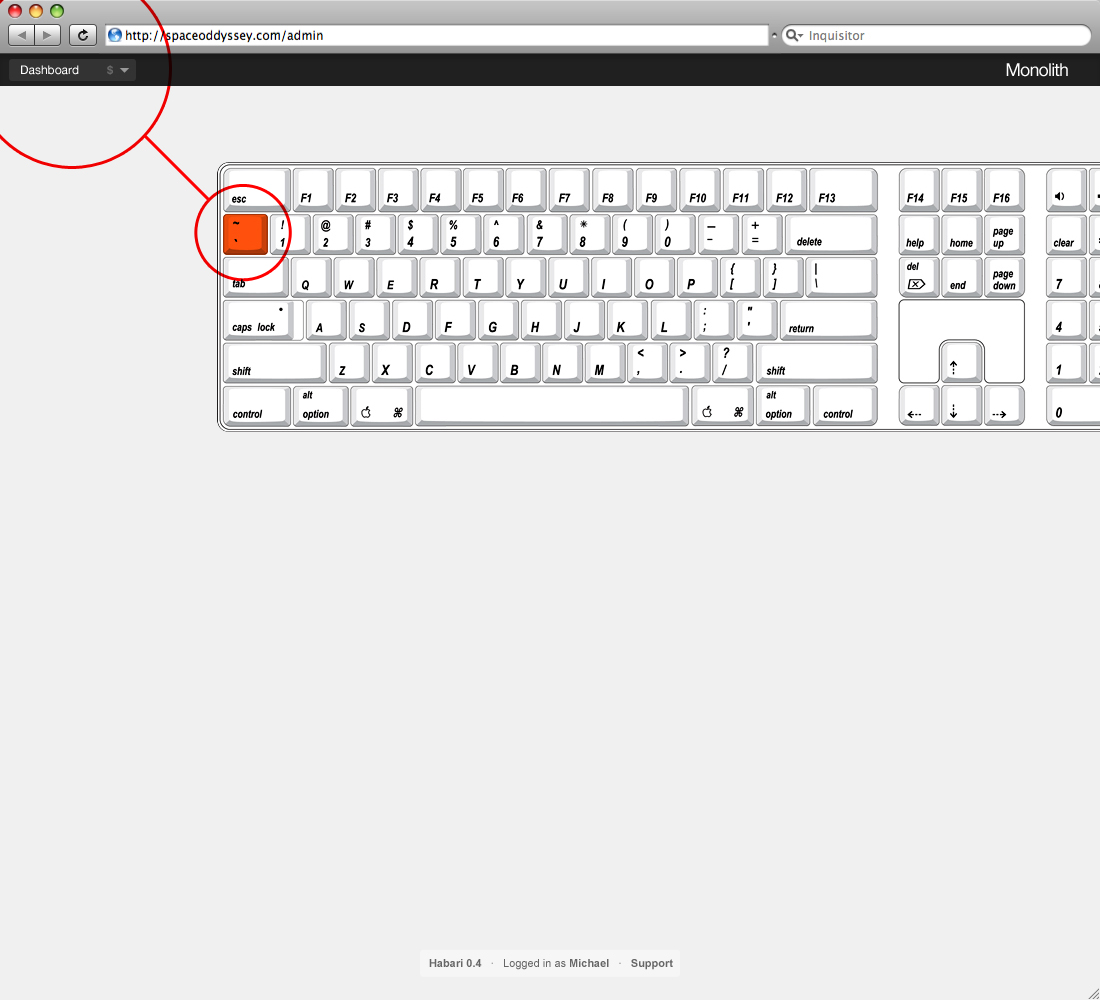 http://spaceoddyssey.com/admin
Inquisitor
Dashboard $
Monolith
esc F1 F2 F3 F4 F5 F6 F7 F8 F9 F10 F11 F12 F13 F14 F15 F16
~ ! @ # $ % ^ & * ( ) — +
` 1 2 3 4 5 6 7 8 9 0 - = delete help home page up clear
tab Q W E R T Y U I O P { [ } ] | \ del end page down 7
caps lock A S D F G H J K L : ; " ' return 4
shift Z X C V B N M < , > . ? / shift 1
control alt option ⌘ ⌘ alt option control 0
Habari 0.4 · Logged in as Michael · Support